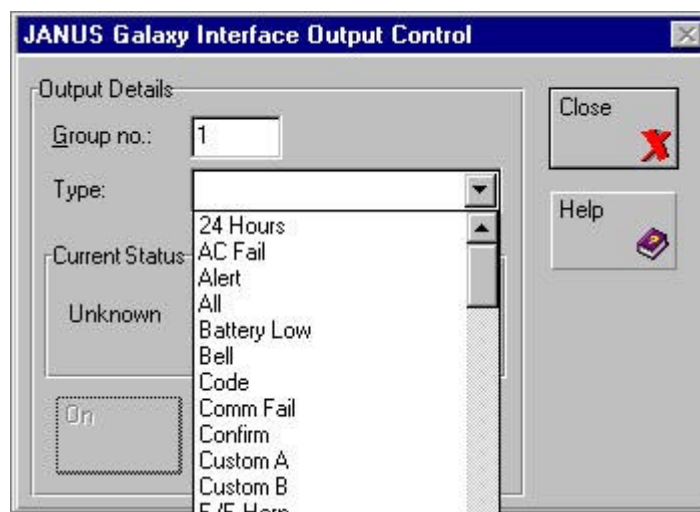 JANUS Galaxy Interface Output Control
Output Details
Group no.: 1
Type:
Close
Help
24 Hours
AC Fail
Alert
All
Battery Low
Bell
Code
Comm Fail
Confirm
Custom A
Custom B
Current Status
Unknown
On